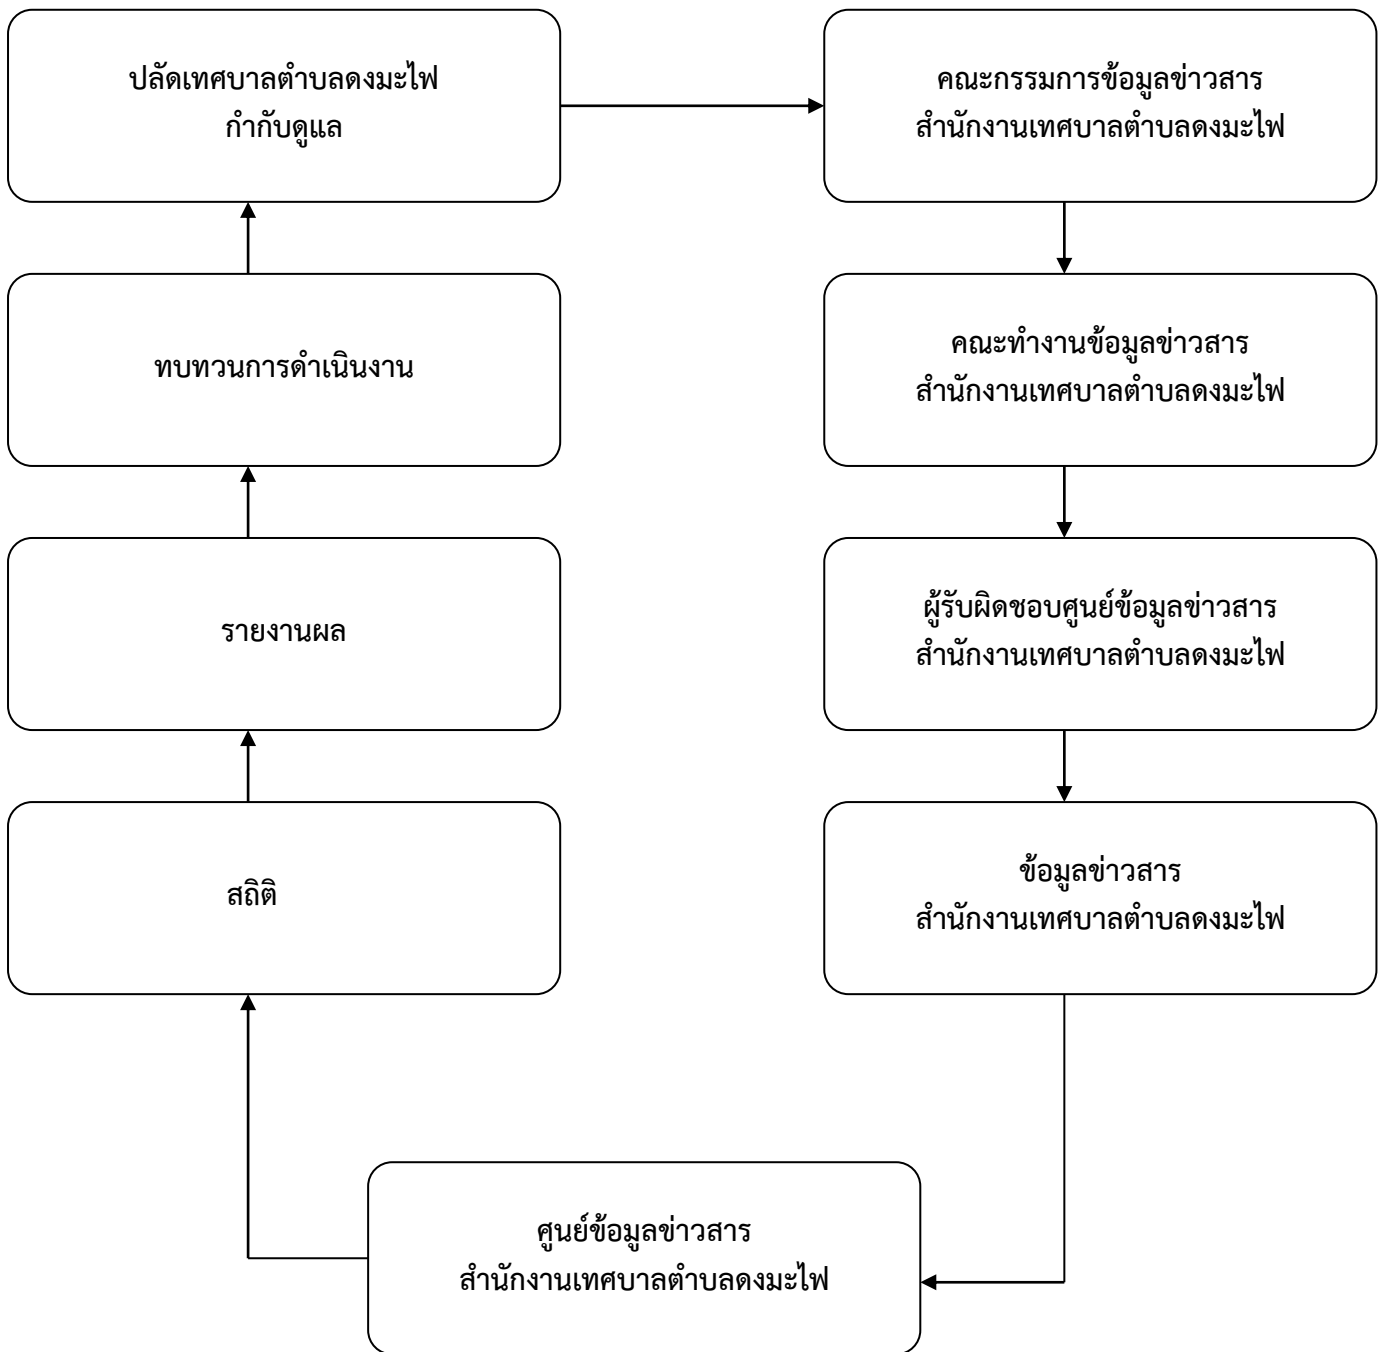 ปลัดเทศบาลตำบลดงมะไฟ
กำกับดูแล
คณะกรรมการข้อมูลข่าวสาร
สำนักงานเทศบาลตำบลดงมะไฟ
ทบทวนการดำเนินงาน
คณะทำงานข้อมูลข่าวสาร
สำนักงานเทศบาลตำบลดงมะไฟ
รายงานผล
ผู้รับผิดชอบศูนย์ข้อมูลข่าวสาร
สำนักงานเทศบาลตำบลดงมะไฟ
สถิติ
ข้อมูลข่าวสาร
สำนักงานเทศบาลตำบลดงมะไฟ
ศูนย์ข้อมูลข่าวสาร
สำนักงานเทศบาลตำบลดงมะไฟ